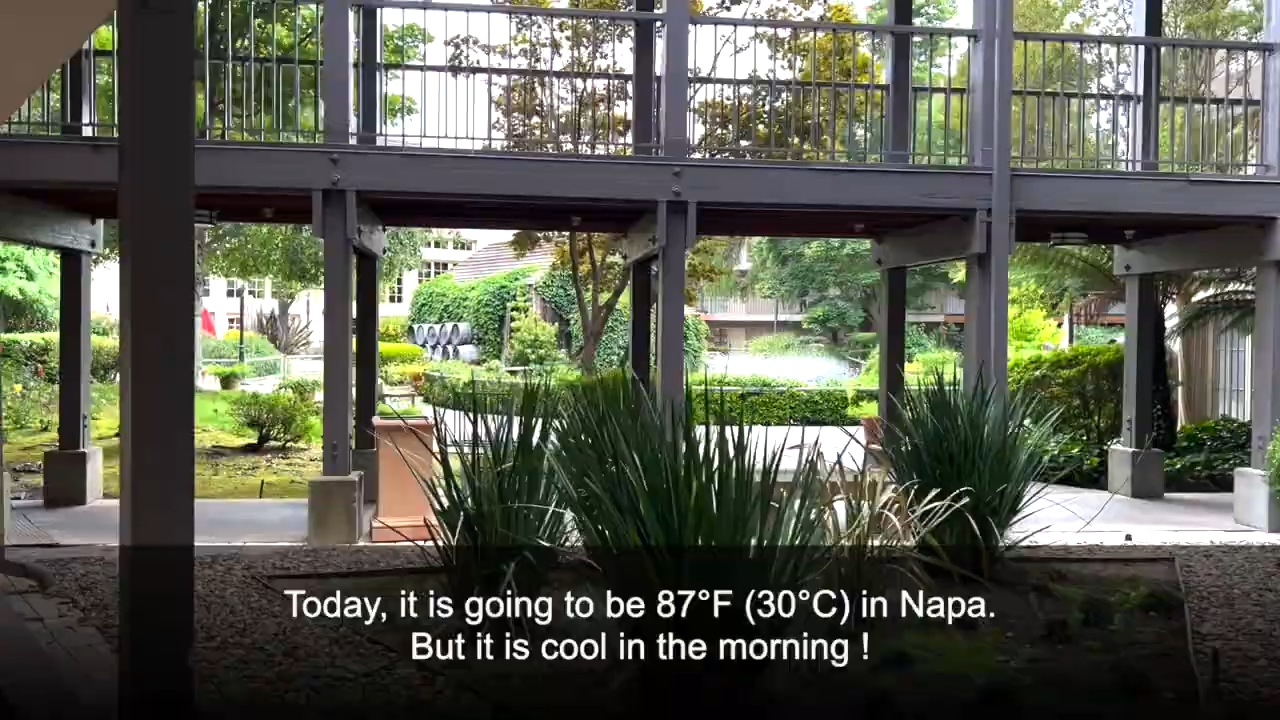 Today, it is going to be 87°F (30°C) in Napa.
But it is cool in the morning !